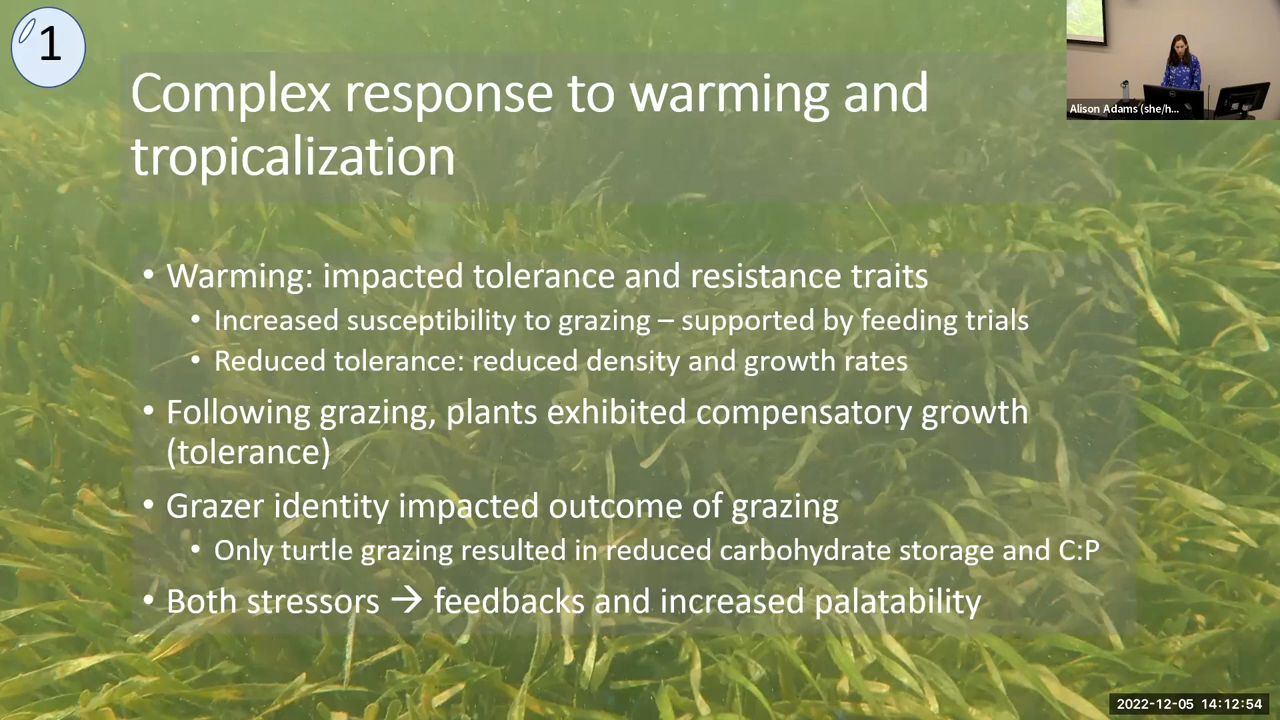 1
Complex response to warming and
tropicalization
Alison Adams (she/h...
• Warming: impacted tolerance and resistance traits
• Increased susceptibility to grazing – supported by feeding trials
• Reduced tolerance: reduced density and growth rates
• Following grazing, plants exhibited compensatory growth
(tolerance)
• Grazer identity impacted outcome of grazing
• Only turtle grazing resulted in reduced carbohydrate storage and C:P
• Both stressors → feedbacks and increased palatability
2022-12-05 14:12:54